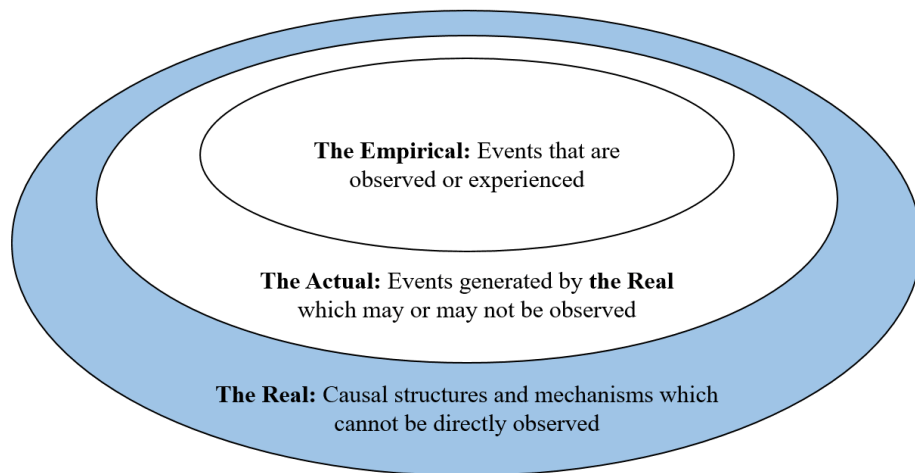 The Empirical: Events that are
observed or experienced
The Actual: Events generated by the Real
which may or may not be observed
The Real: Causal structures and mechanisms which
cannot be directly observed